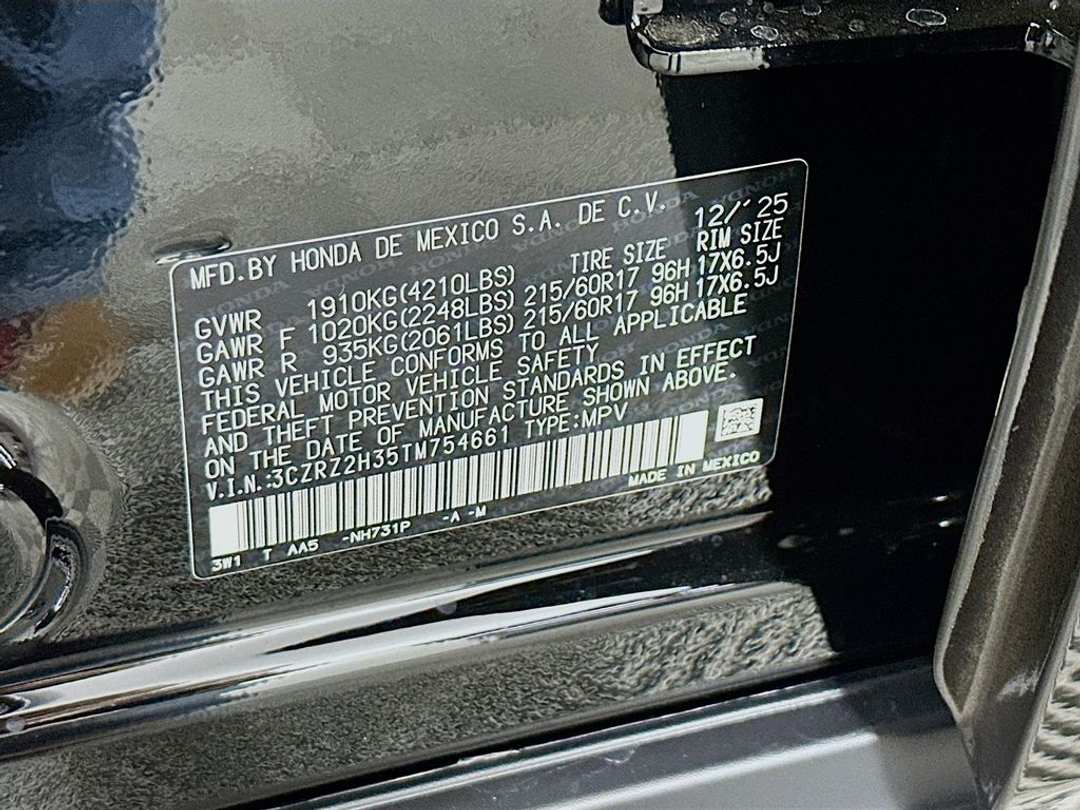 MFD.BY HONDA DE MEXICO S.A. DE C.V. 12/'25
TIRE SIZE RIM SIZE
GVWR 1910KG(4210LBS)
GAWR F 1020KG(2248LBS) 215/60R17 96H 17X6.5J
GAWR R 935KG(2061LBS) 215/60R17 96H 17X6.5J
THIS VEHICLE CONFORMS TO ALL APPLICABLE
FEDERAL MOTOR VEHICLE SAFETY
AND THEFT PREVENTION STANDARDS IN EFFECT
ON THE DATE OF MANUFACTURE SHOWN ABOVE.
V.I.N.:3CZRZ2H35TM754661 TYPE:MPV
MADE IN MEXICO
3W1 T AA5 -NH731P -A -M